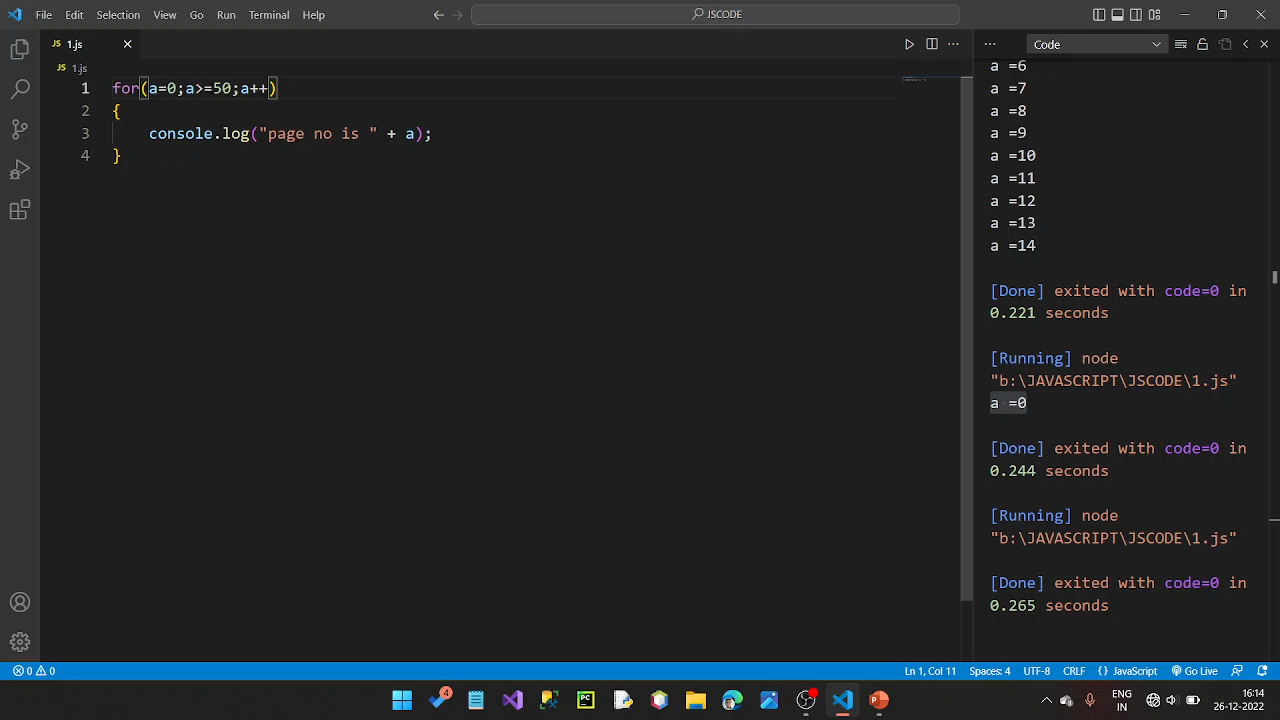 File Edit Selection View Go Run Terminal Help
JSCODE
JS 1.js
Code
JS 1.js
1 for(a=0;a>=50;a++)
2 {
3 console.log("page no is " + a);
4 }
a =6
a =7
a =8
a =9
a =10
a =11
a =12
a =13
a =14
[Done] exited with code=0 in
0.221 seconds
[Running] node
"b:\JAVASCRIPT\JSCODE\1.js"
a =0
[Done] exited with code=0 in
0.244 seconds
[Running] node
"b:\JAVASCRIPT\JSCODE\1.js"
[Done] exited with code=0 in
0.265 seconds
0 0
Ln 1, Col 11 Spaces: 4 UTF-8 CRLF {} JavaScript Go Live
4
PC
ENG
IN
16:14
26-12-2022